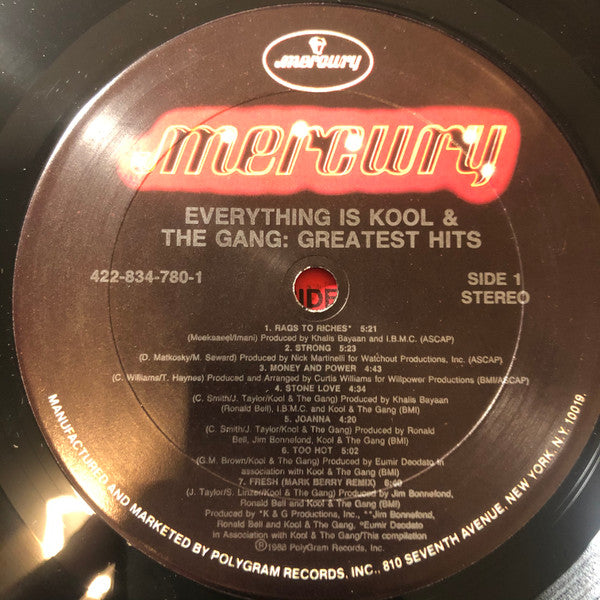 mercury
mercury
EVERYTHING IS KOOL &
THE GANG: GREATEST HITS
422-834-780-1
SIDE 1
STEREO
IDE
1. RAGS TO RICHES* 5:21
(Meekaaeel/Imani) Produced by Khalis Bayaan and I.B.M.C. (ASCAP)
2. STRONG 5:23
(D. Matkosky/M. Seward) Produced by Nick Martinelli for Watchout Productions, Inc. (ASCAP)
3. MONEY AND POWER 4:43
(C. Williams/T. Haynes) Produced and Arranged by Curtis Williams for Willpower Productions (BMI/ASCAP)
4. STONE LOVE 4:34
(C. Smith/J. Taylor/Kool & The Gang) Produced by Khalis Bayaan
(Ronald Bell), I.B.M.C. and Kool & The Gang (BMI)
5. JOANNA 4:20
(C. Smith/J. Taylor/Kool & The Gang) Produced by Ronald
Bell, Jim Bonnefond, Kool & The Gang (BMI)
6. TOO HOT 5:02
(G.M. Brown/Kool & The Gang) Produced by Eumir Deodato in
association with Kool & The Gang (BMI)
7. FRESH (MARK BERRY REMIX)
(J. Taylor/S. Linzer/Kool & The Gang) Produced by Jim Bonnefond,
Ronald Bell and Kool & The Gang (BMI)
Produced by *K & G Productions, Inc., **Jim Bonnefond,
Ronald Bell and Kool & The Gang, °Eumir Deodato
in Association with Kool & The Gang/This compilation
℗ 1988 PolyGram Records, Inc.
MANUFACTURED AND MARKETED BY POLYGRAM RECORDS, INC., 810 SEVENTH AVENUE, NEW YORK, N.Y. 10019.